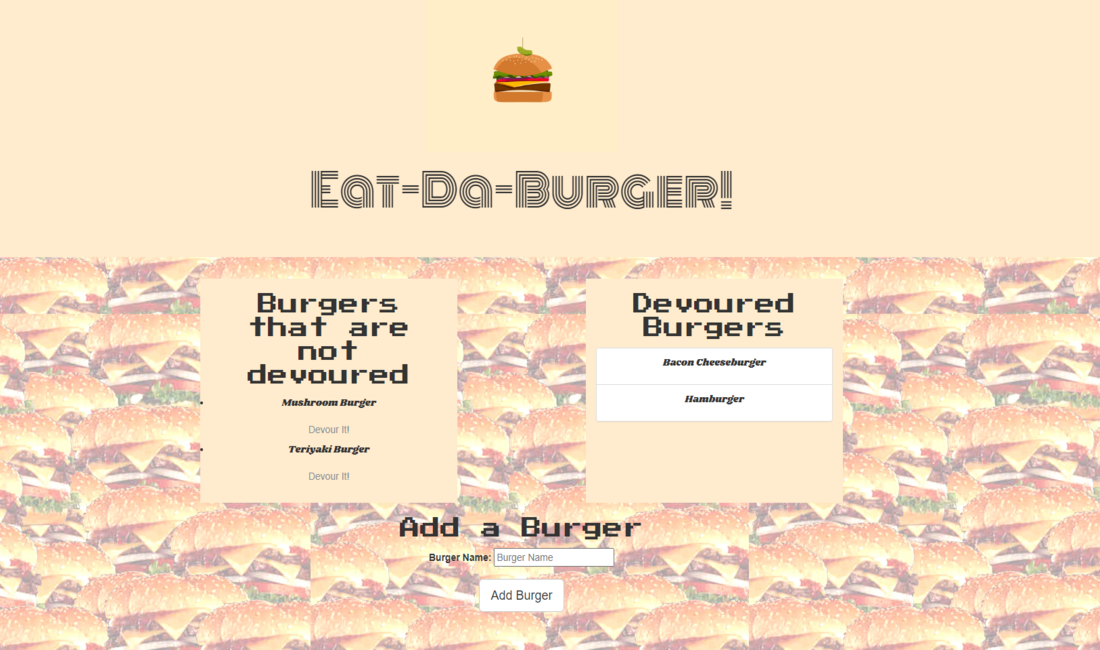 Eat-Da-Burger!
Burgers
that are
not
devoured
Mushroom Burger
Devour It!
Teriyaki Burger
Devour It!
Devoured
Burgers
Bacon Cheeseburger
Hamburger
Add a Burger
Burger Name: Burger Name
Add Burger